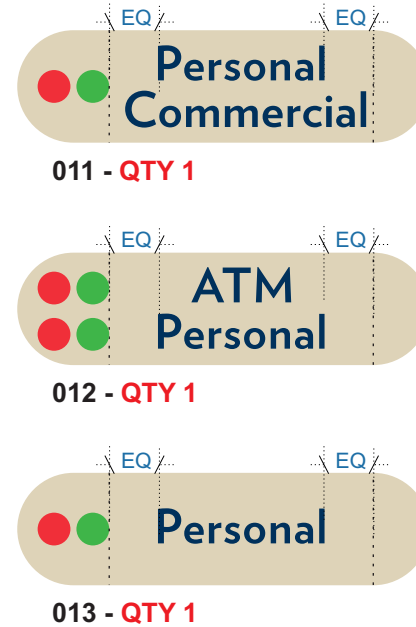 EQ EQ
Personal
Commercial
011 - QTY 1
EQ EQ
ATM
Personal
012 - QTY 1
EQ EQ
Personal
013 - QTY 1